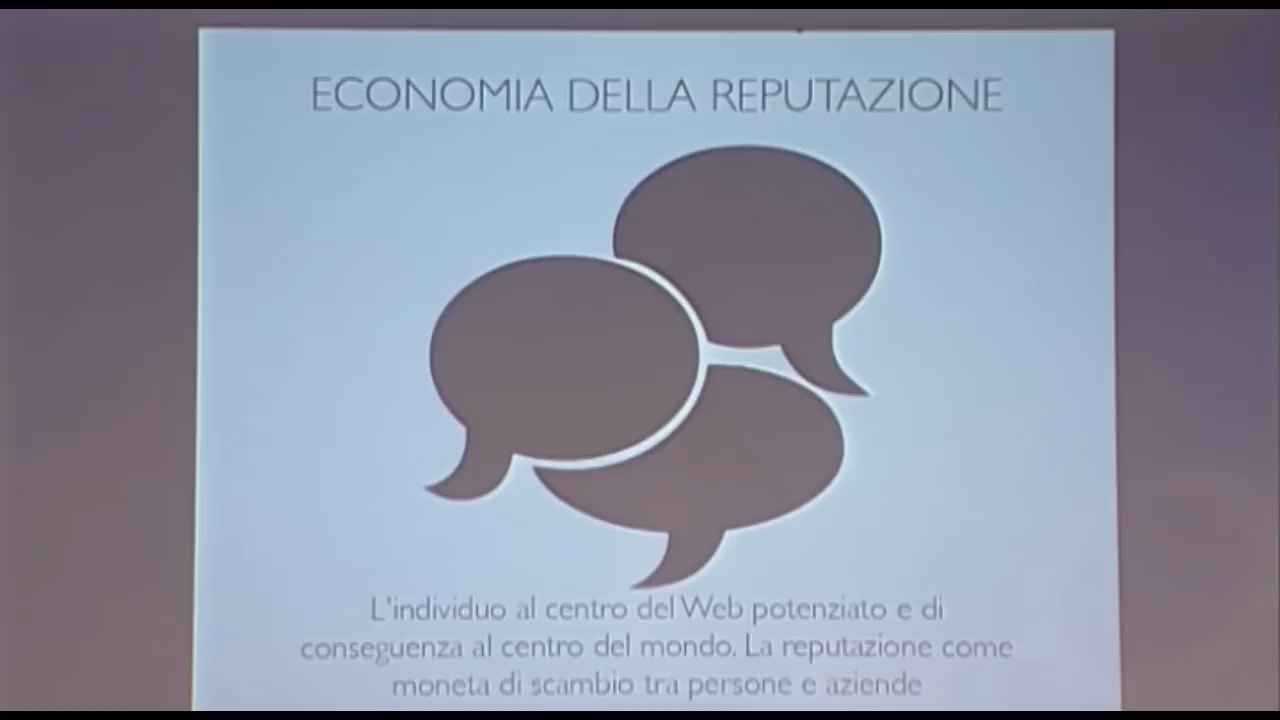 ECONOMIA DELLA REPUTAZIONE
L'individuo al centro del Web potenziato e di
conseguenza al centro del mondo. La reputazione come
moneta di scambio tra persone e aziende